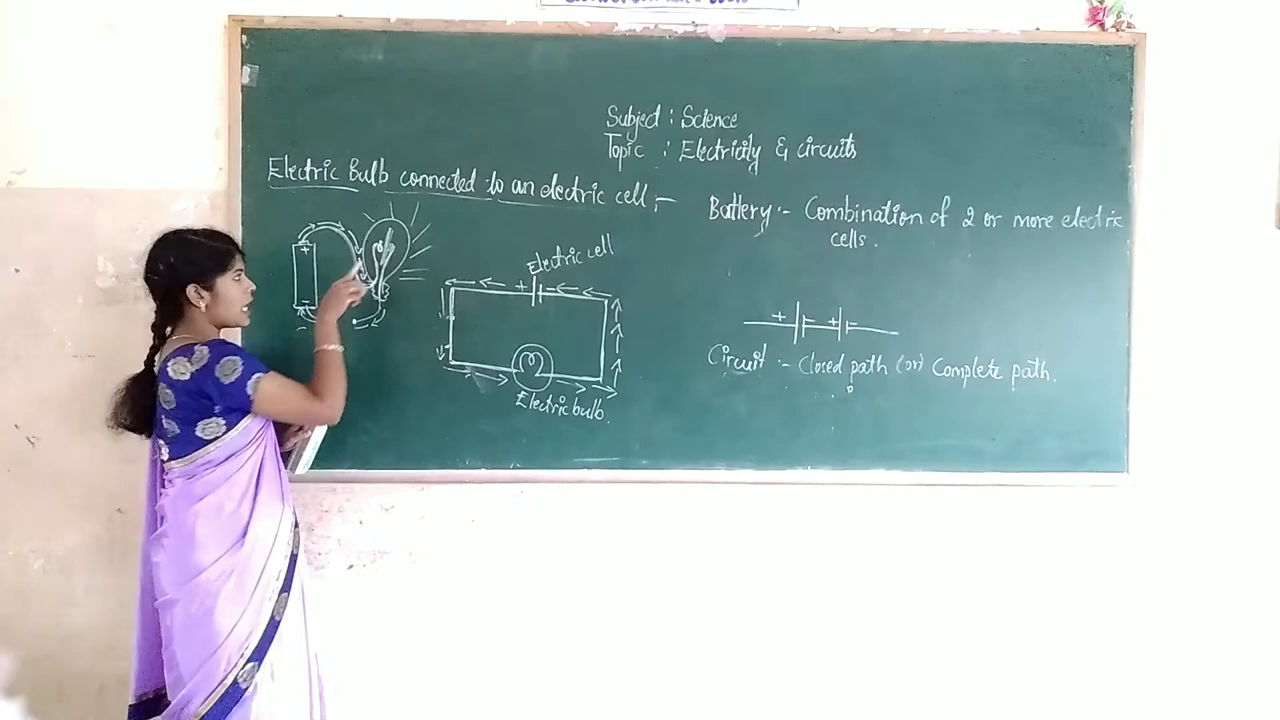 Subject : Science
Topic : Electricity & circuits
Electric Bulb connected to an electric cell :-
+
-
Electric cell
+ -
Electric bulb.
Battery :- Combination of 2 or more electric
cells.
+ - + -
Circuit :- Closed path (or) Complete path.